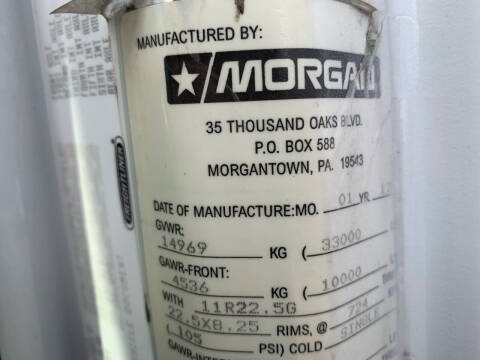 MANUFACTURED BY:
MORGAN
35 THOUSAND OAKS BLVD.
P.O. BOX 588
MORGANTOWN, PA. 19543
DATE OF MANUFACTURE:MO. 01 YR.
GVWR:
14969 KG ( 33000
GAWR-FRONT:
4536 KG ( 10000
WITH 11R22.5G
22.5X8.25 RIMS, @ 724
( 105 PSI) COLD SINGLE
FREIGHTLINER